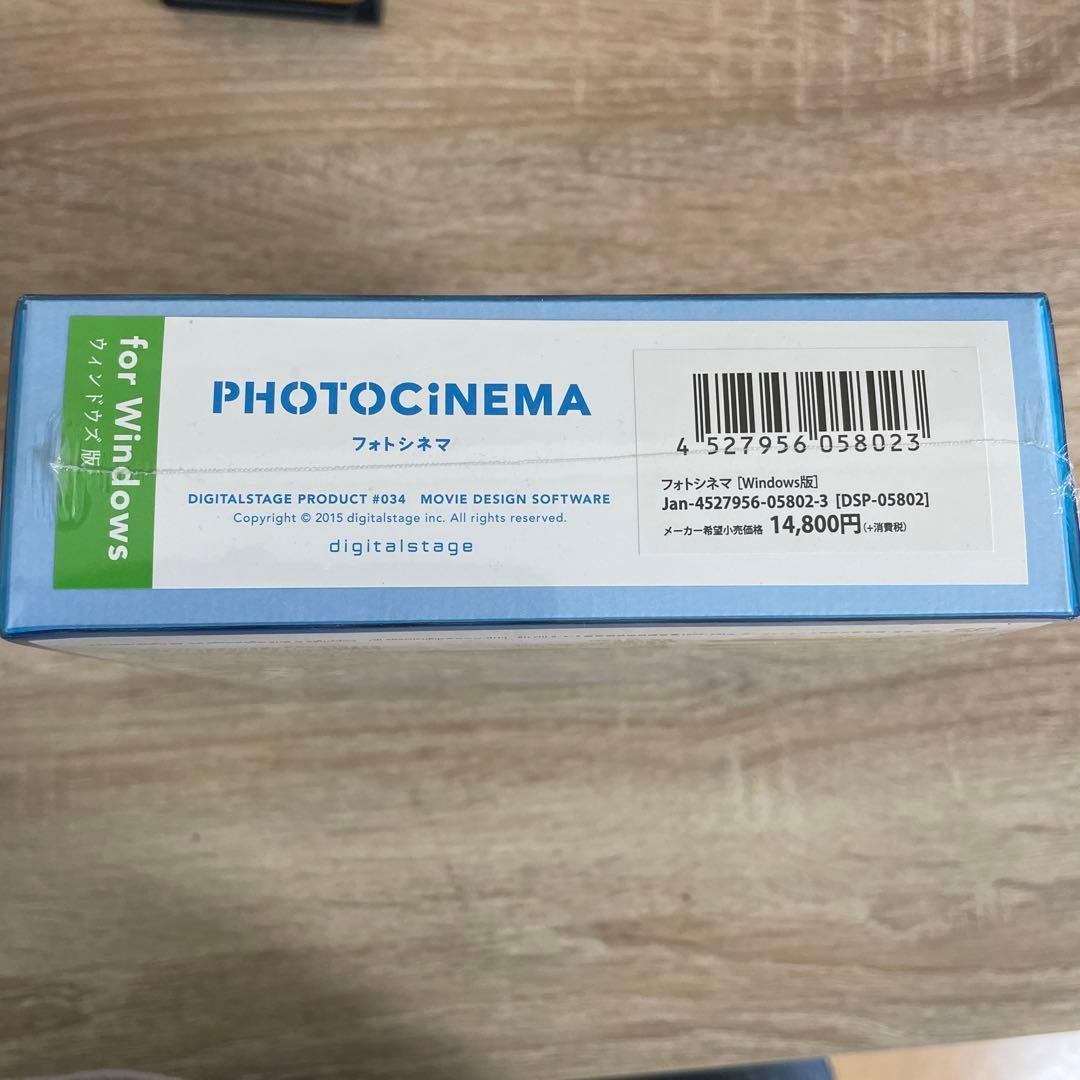 for Windows
ウィンドウズ版
PHOTOCiNEMA
フォトシネマ
DIGITALSTAGE PRODUCT #034 MOVIE DESIGN SOFTWARE
Copyright © 2015 digitalstage inc. All rights reserved.
digitalstage
4 527956 058023
フォトシネマ [Windows版]
Jan-4527956-05802-3 [DSP-05802]
メーカー希望小売価格 14,800円(+消費税)